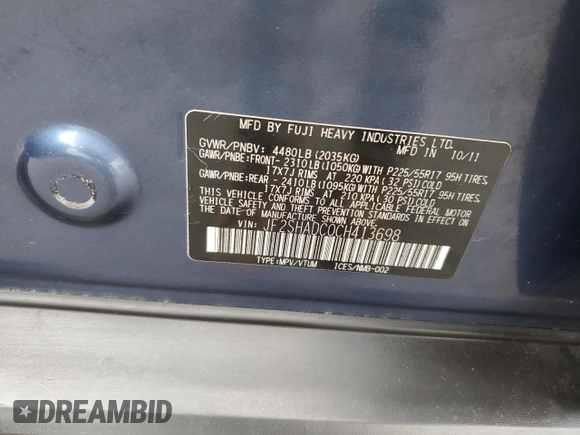 MFD BY FUJI HEAVY INDUSTRIES LTD.
GVWR/PNBV: 4480LB(2035KG) MFD IN 10/11
GAWR/PNBE:FRONT-2310LB(1050KG)WITH P225/55R17 95H TIRES,
17X7J RIMS AT 220 KPA(32 PSI)COLD
GAWR/PNBE:REAR -2410LB(1095KG)WITH P225/55R17 95H TIRES,
17X7J RIMS AT 210 KPA(30 PSI)COLD
THIS VEHICLE CONFORMS TO ALL APPLICABLE FEDERAL MOTOR
VEHICLE SAFETY AND THEFT PREVENTION STANDARDS IN EFFECT
ON THE DATE OF MANUFACTURE SHOWN ABOVE.
VIN: JF2SHADC0CH413698
TYPE:MPV/VTUM ICES/NMB-002
DREAMBID